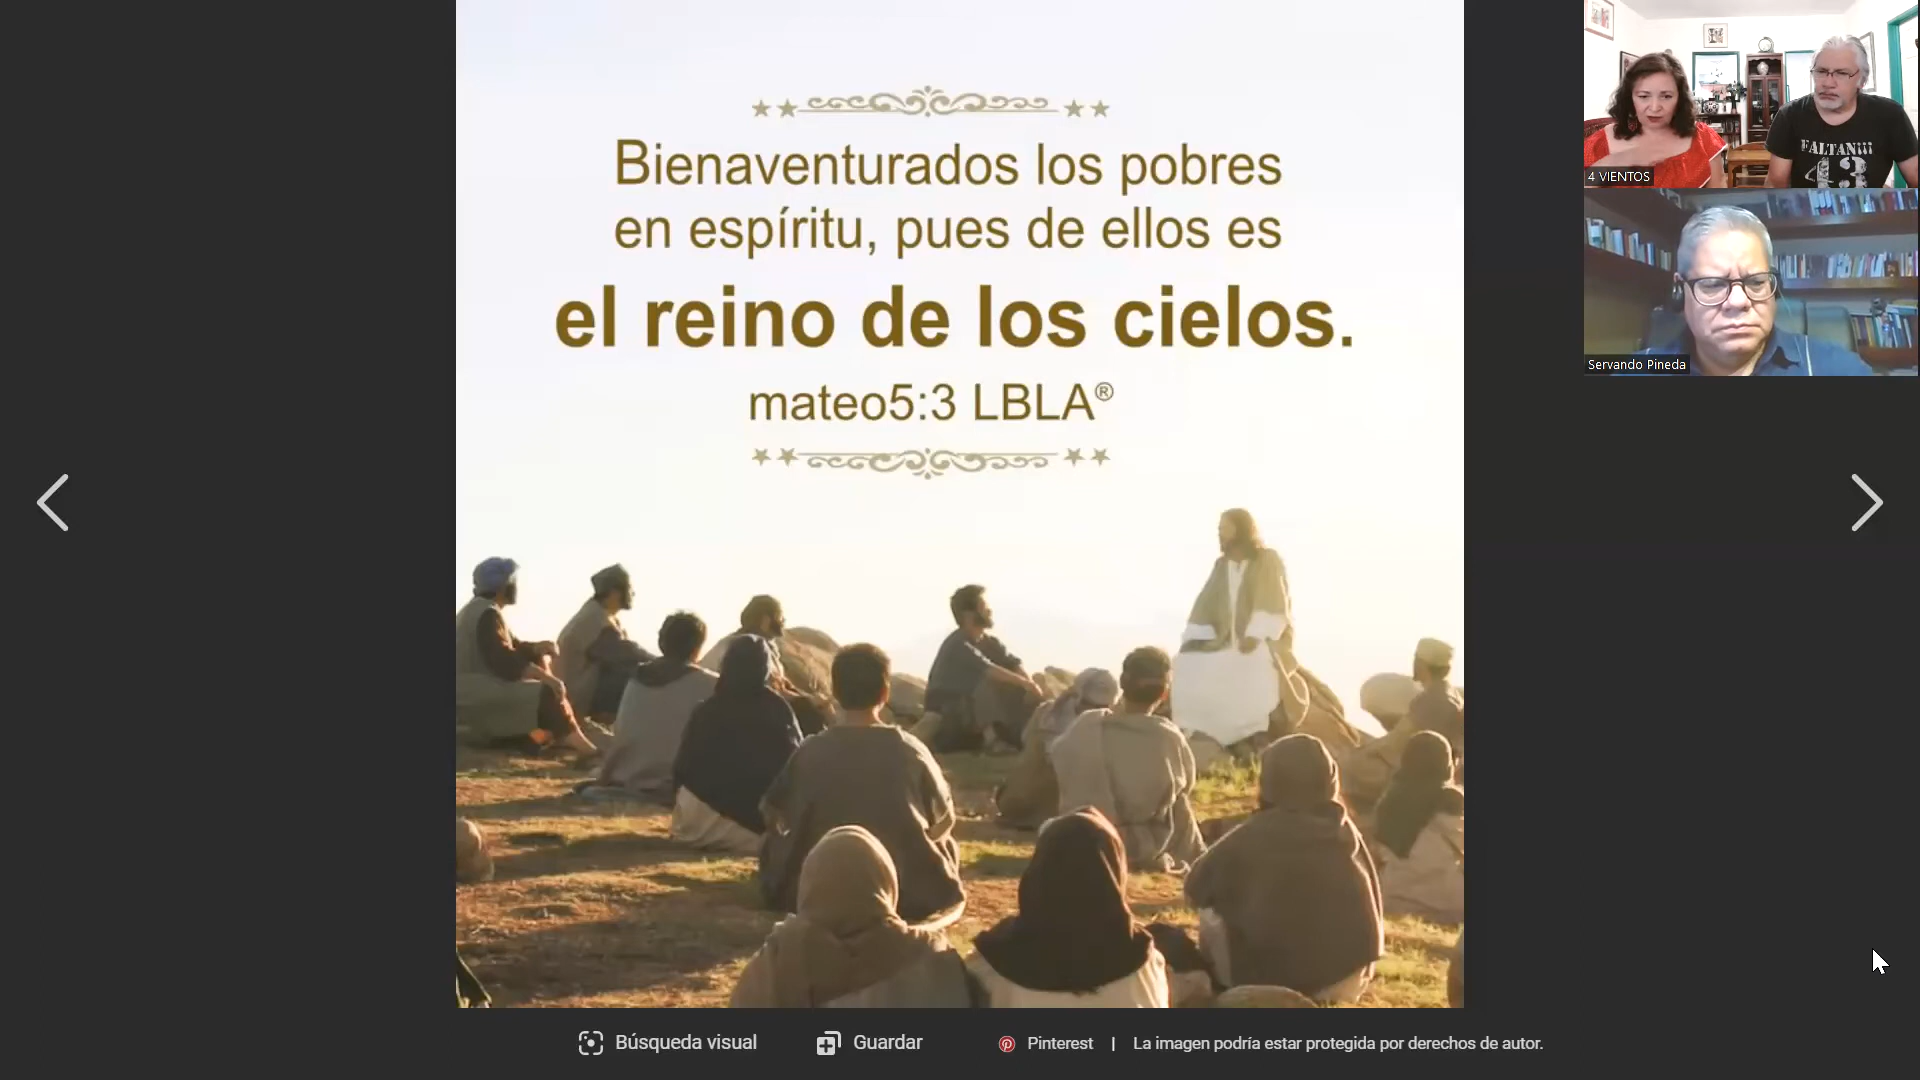 Bienaventurados los pobres
en espíritu, pues de ellos es
el reino de los cielos.
mateo5:3 LBLA®
4 VIENTOS
FALTAN!!!
43
Servando Pineda
Búsqueda visual
Guardar
Pinterest | La imagen podría estar protegida por derechos de autor.